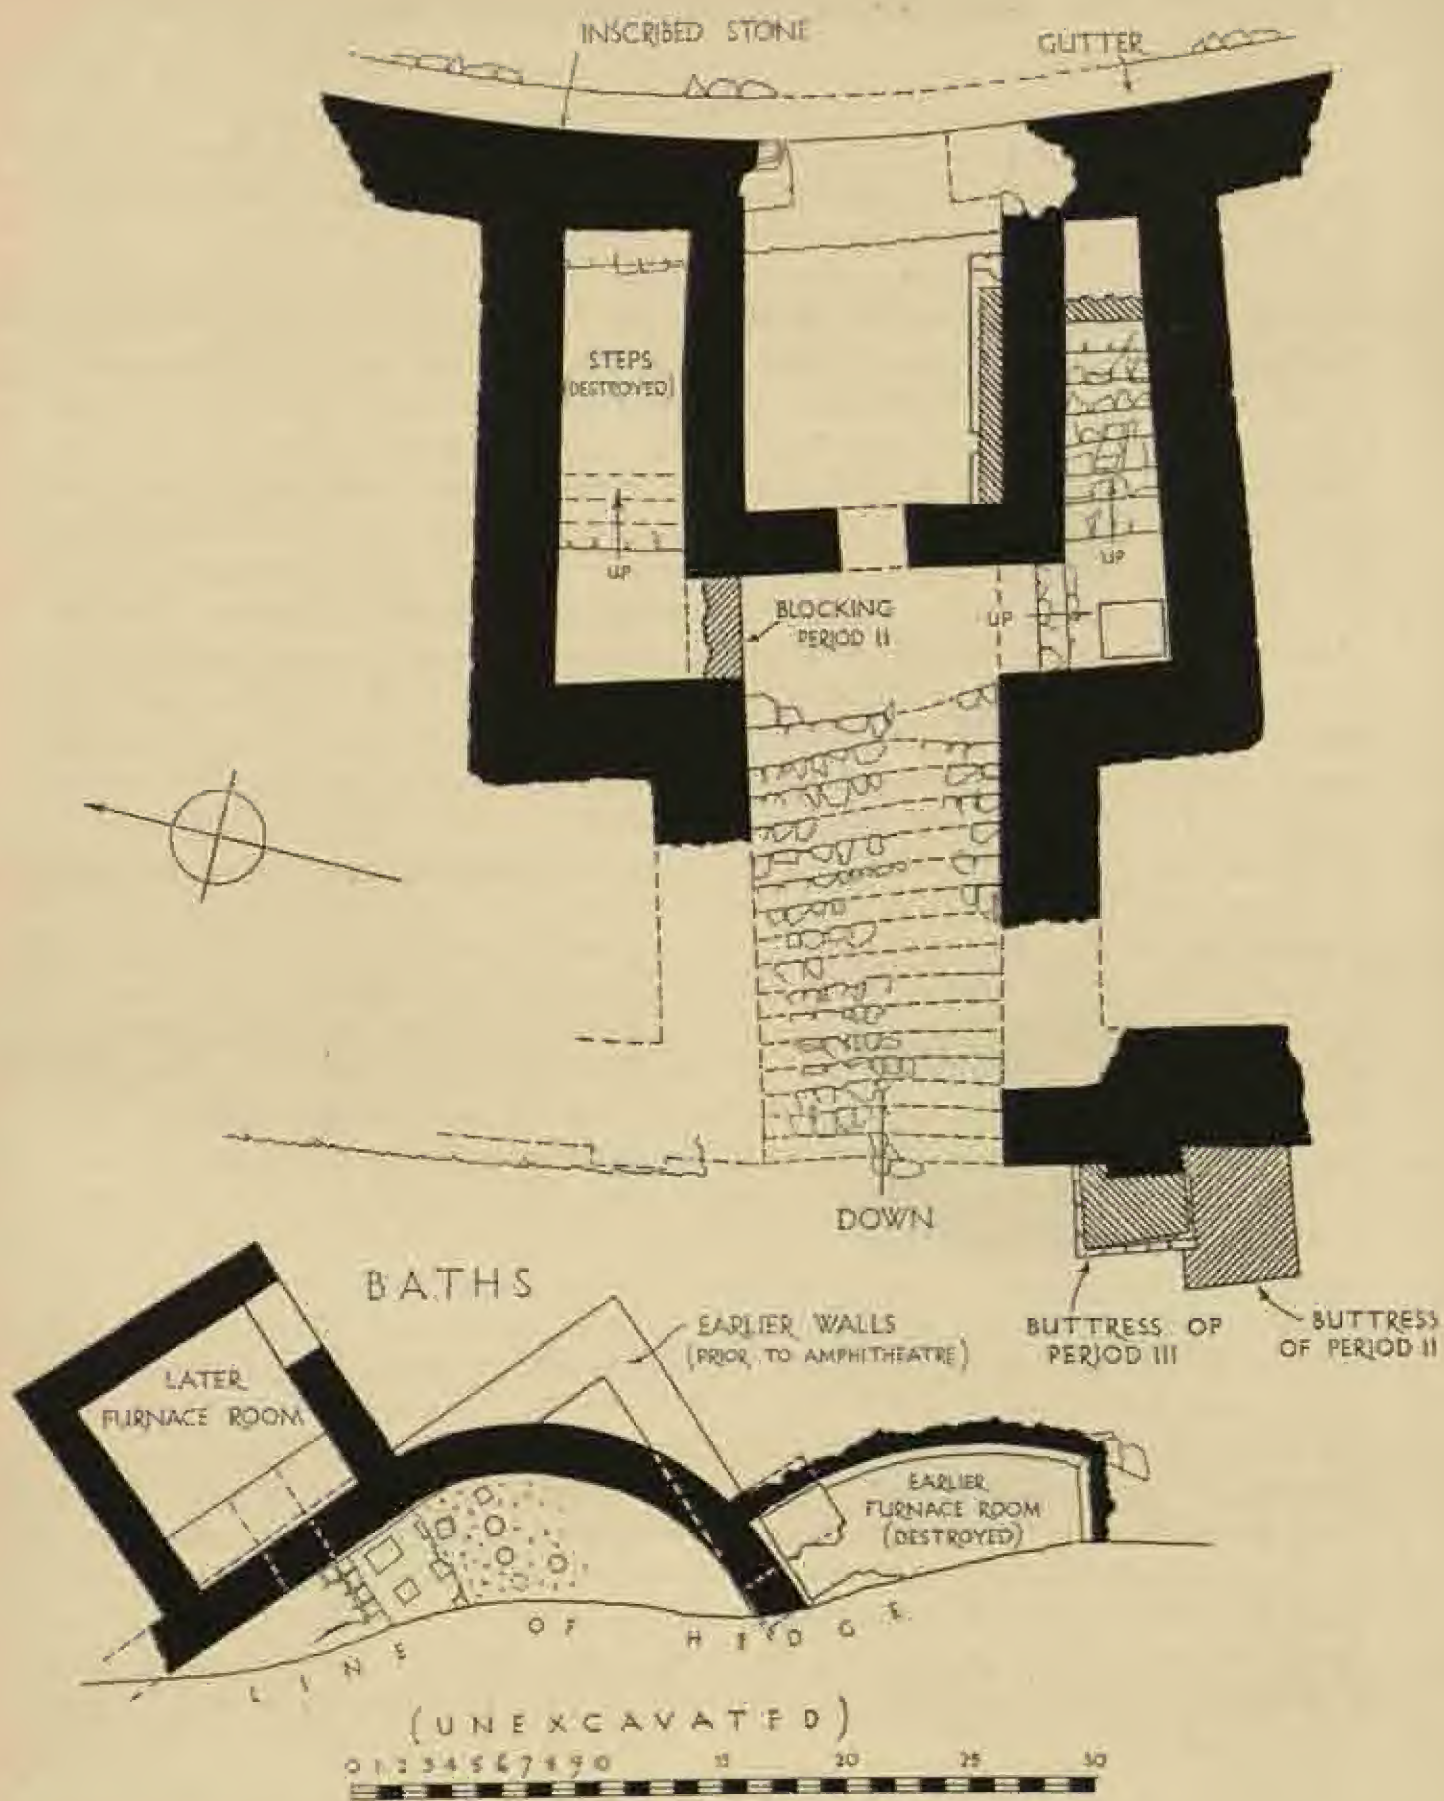 INSCRIBED STONE
GUTTER
STEPS
(DESTROYED)
UP
UP
BLOCKING
PERIOD II
UP
DOWN
BATHS
EARLIER WALLS
(PRIOR TO AMPHITHEATRE)
BUTTRESS OF
PERIOD III
BUTTRESS
OF PERIOD II
LATER
FURNACE ROOM
EARLIER
FURNACE ROOM
(DESTROYED)
LINE OF HEDGE
(UNEXCAVATED)
0 1 2 3 4 5 6 7 8 9 10 15 20 25 30